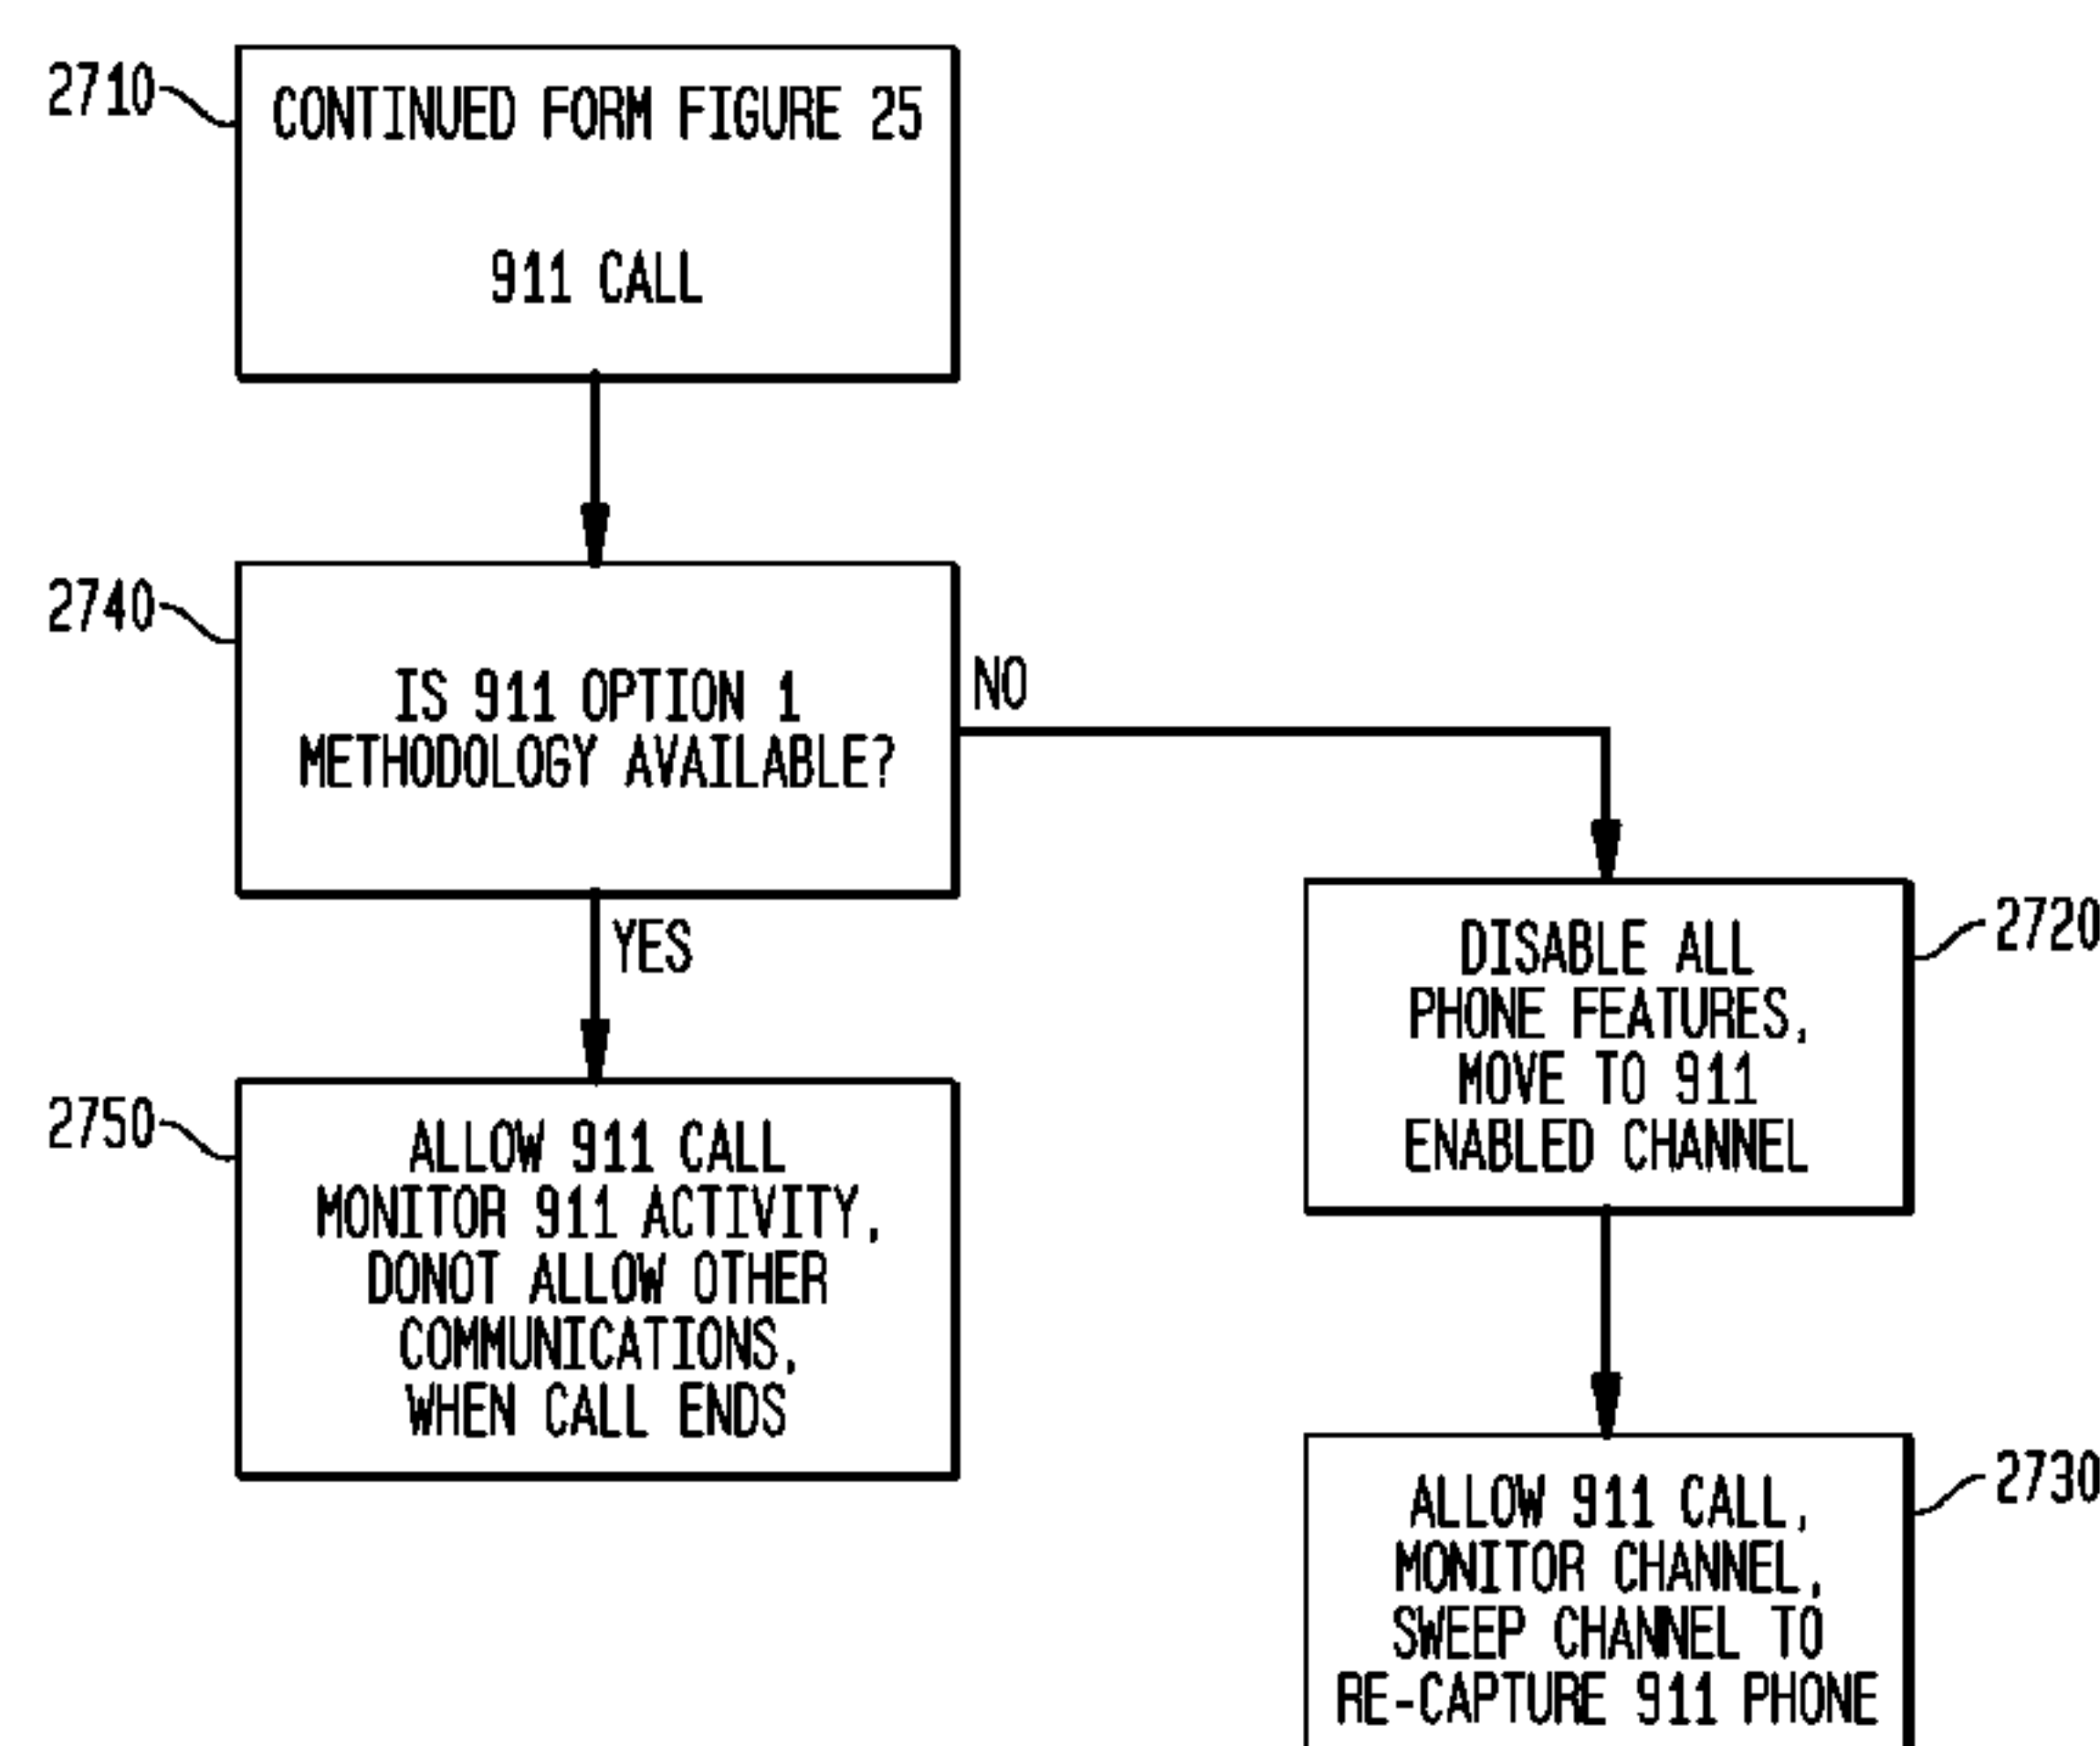 2710
CONTINUED FORM FIGURE 25
911 CALL
2740
IS 911 OPTION 1
METHODOLOGY AVAILABLE?
NO
YES
2750
ALLOW 911 CALL
MONITOR 911 ACTIVITY,
DONOT ALLOW OTHER
COMMUNICATIONS,
WHEN CALL ENDS
2720
DISABLE ALL
PHONE FEATURES,
MOVE TO 911
ENABLED CHANNEL
2730
ALLOW 911 CALL,
MONITOR CHANNEL,
SWEEP CHANNEL TO
RE-CAPTURE 911 PHONE